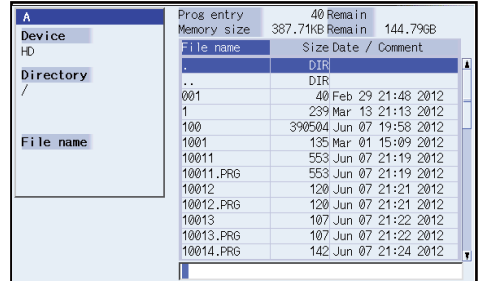 A
Device
HD
Directory
/
File name
Prog entry 40 Remain
Memory size 387.71KB Remain 144.79GB
File name Size Date / Comment
. DIR
.. DIR
001 40 Feb 29 21:48 2012
1 239 Mar 13 21:13 2012
100 390504 Jun 07 19:58 2012
1001 135 Mar 01 15:09 2012
10011 553 Jun 07 21:19 2012
10011.PRG 553 Jun 07 21:19 2012
10012 120 Jun 07 21:21 2012
10012.PRG 120 Jun 07 21:21 2012
10013 107 Jun 07 21:22 2012
10013.PRG 107 Jun 07 21:22 2012
10014.PRG 142 Jun 07 21:24 2012